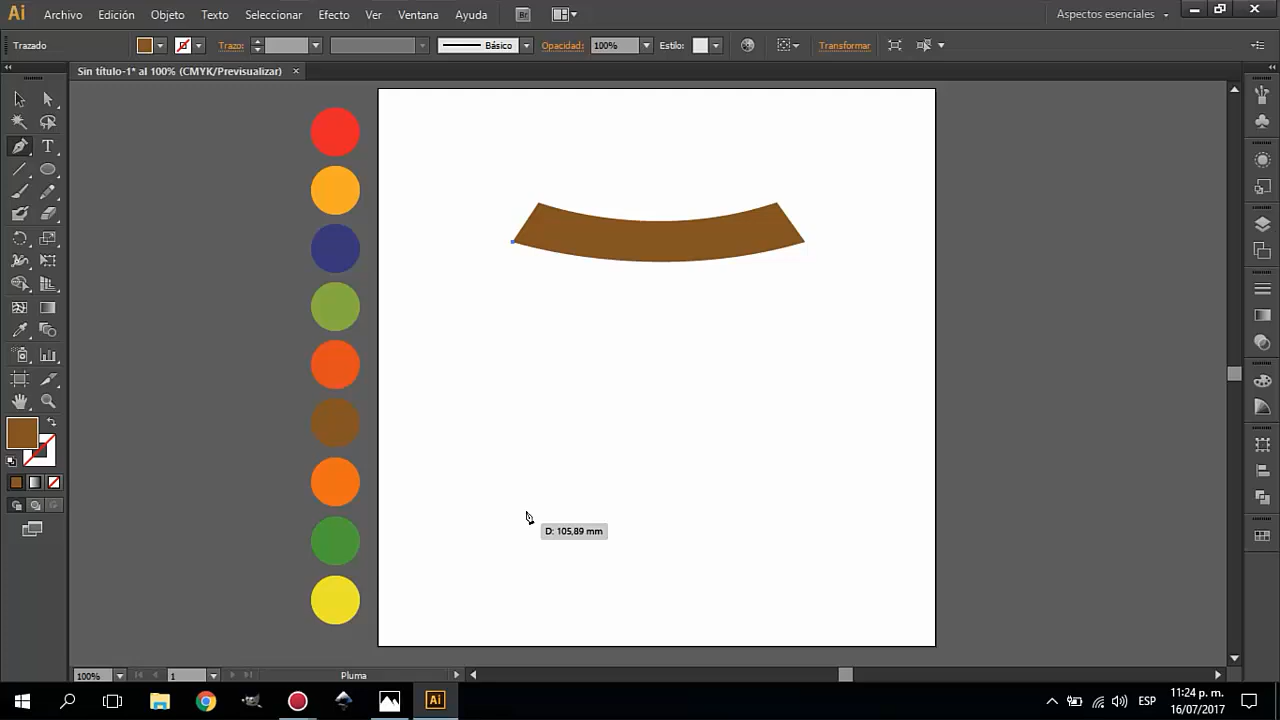 Ai Archivo Edición Objeto Texto Seleccionar Efecto Ver Ventana Ayuda Br Aspectos esenciales
Trazado Trazo: Básico Opacidad: 100% Estilo: Transformar
Sin título-1* al 100% (CMYK/Previsualizar)
T
D: 105,89 mm
100% 1 Pluma
Ai ESP 11:24 p. m.
16/07/2017